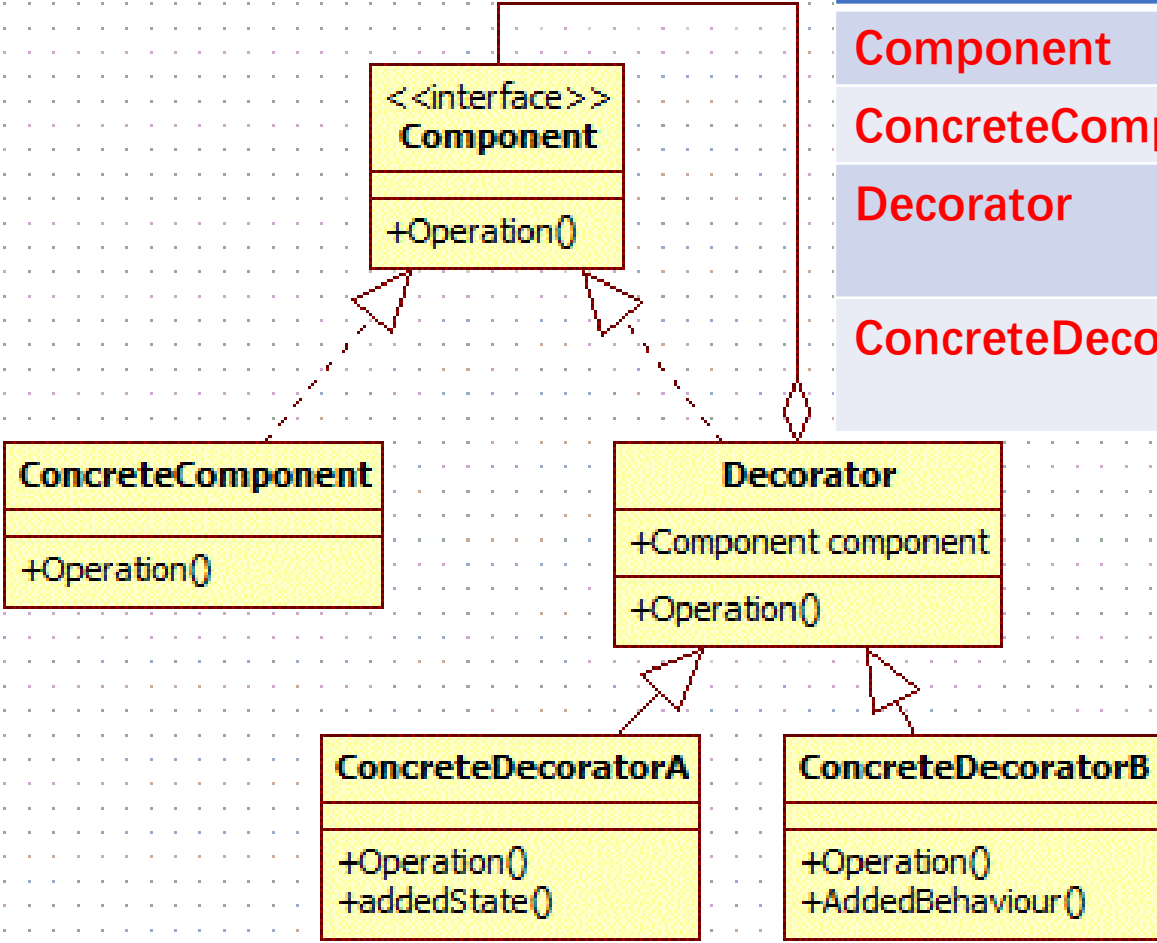 <<interface>>
Component
+Operation()
ConcreteComponent
+Operation()
Decorator
+Component component
+Operation()
ConcreteDecoratorA
+Operation()
+addedState()
ConcreteDecoratorB
+Operation()
+AddedBehaviour()
Component
ConcreteComp
Decorator
ConcreteDeco